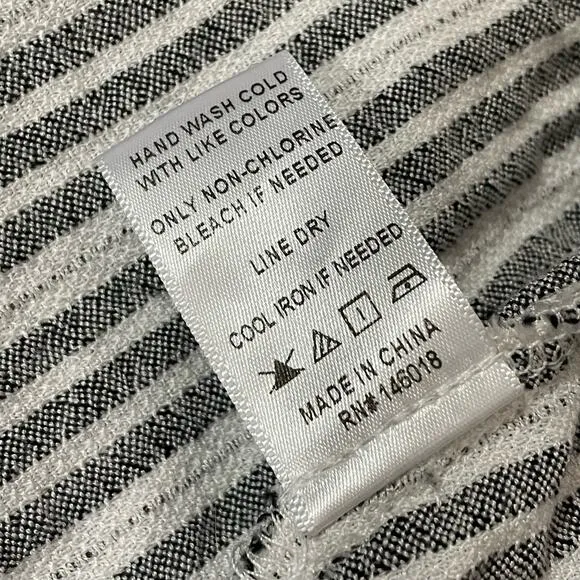 HAND WASH COLD
WITH LIKE COLORS
ONLY NON-CHLORINE
BLEACH IF NEEDED
LINE DRY
COOL IRON IF NEEDED
MADE IN CHINA
RN# 146018